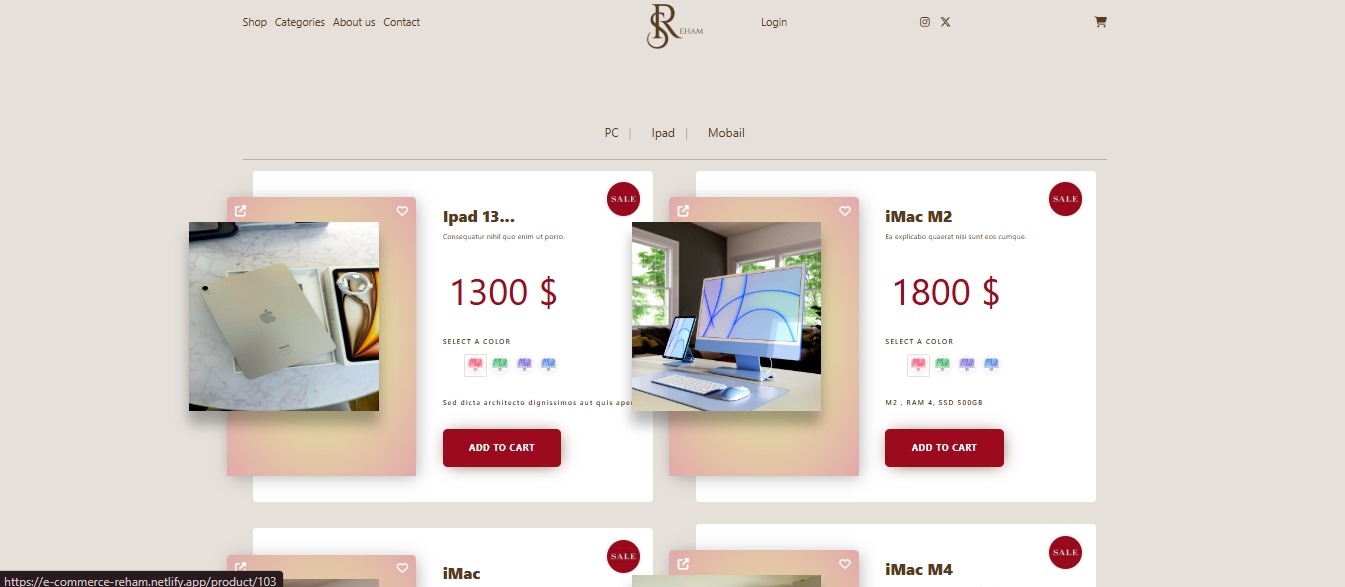 Shop Categories About us Contact
R EHAM
Login
PC | Ipad | Mobail
SALE
Ipad 13...
Consequatur nihil quo enim ut porro.
1300 $
SELECT A COLOR
Sed dicta architecto dignissimos aut quis aper
ADD TO CART
SALE
iMac M2
Ea explicabo quaerat nisi sunt eos cumque.
1800 $
SELECT A COLOR
M2 , RAM 4, SSD 500GB
ADD TO CART
SALE
iMac
SALE
iMac M4
https://e-commerce-reham.netlify.app/product/103